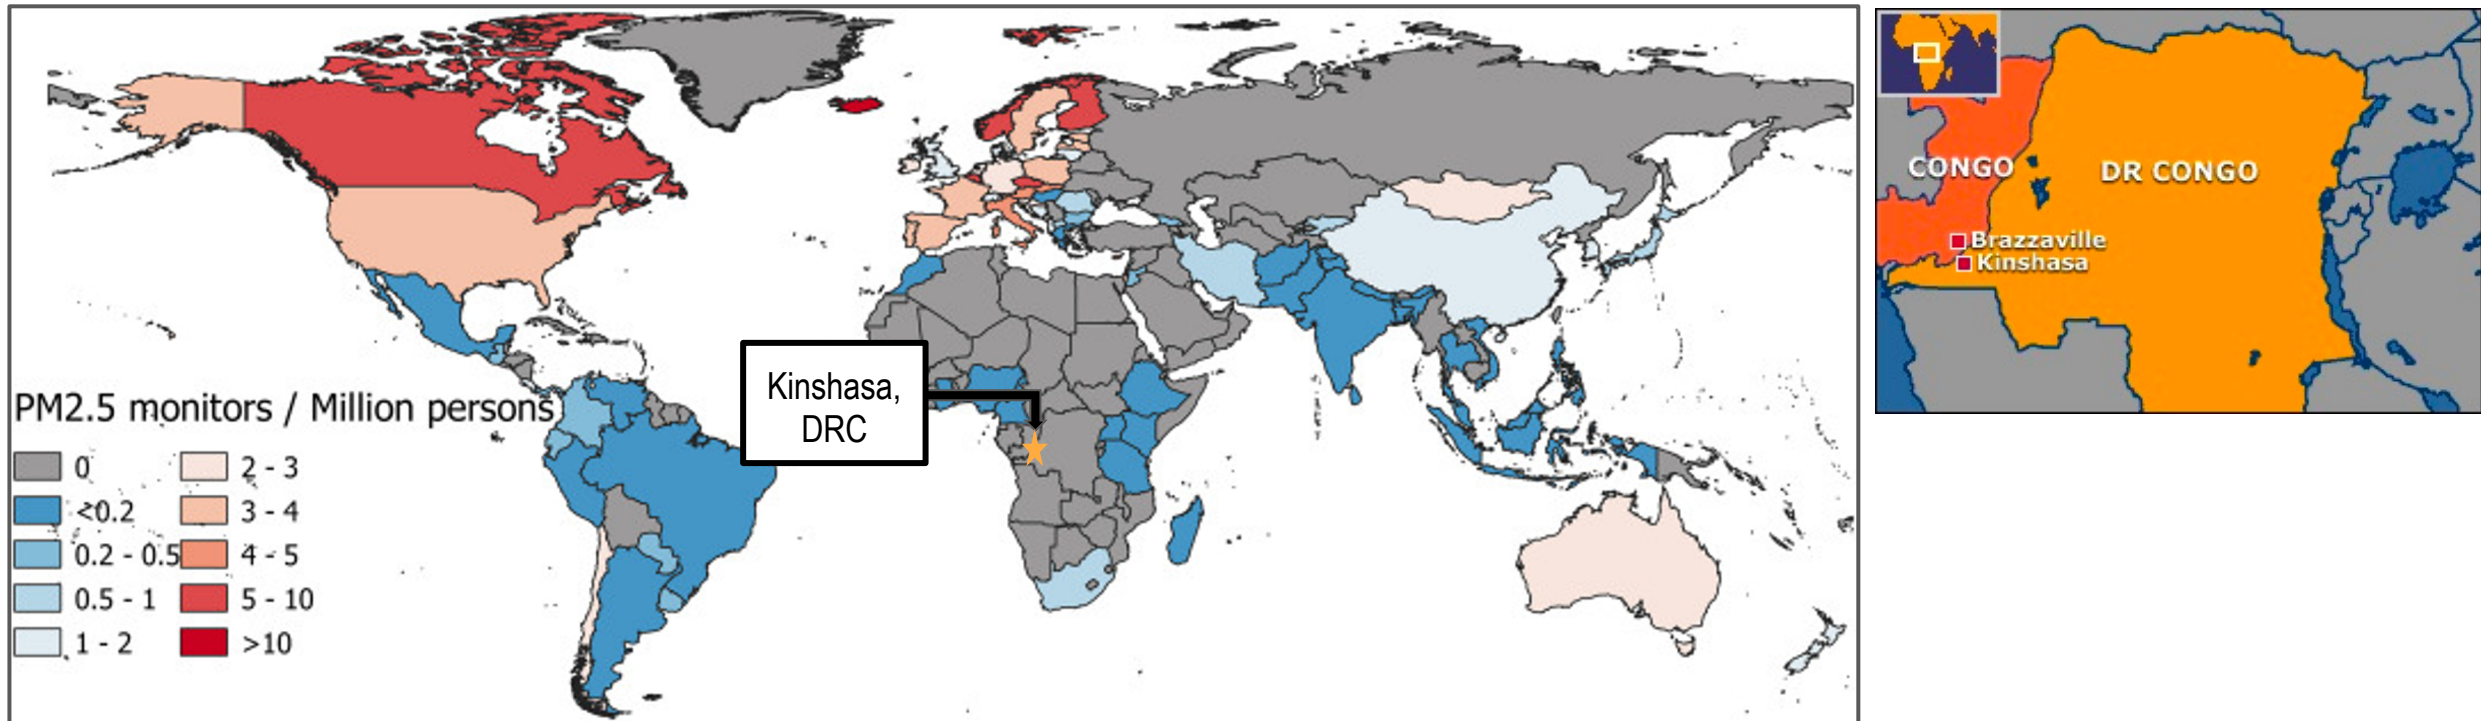 Kinshasa,
DRC
PM2.5 monitors / Million persons
0
<0.2
0.2 - 0.5
0.5 - 1
1 - 2
2 - 3
3 - 4
4 - 5
5 - 10
>10
CONGO
DR CONGO
Brazzaville
Kinshasa